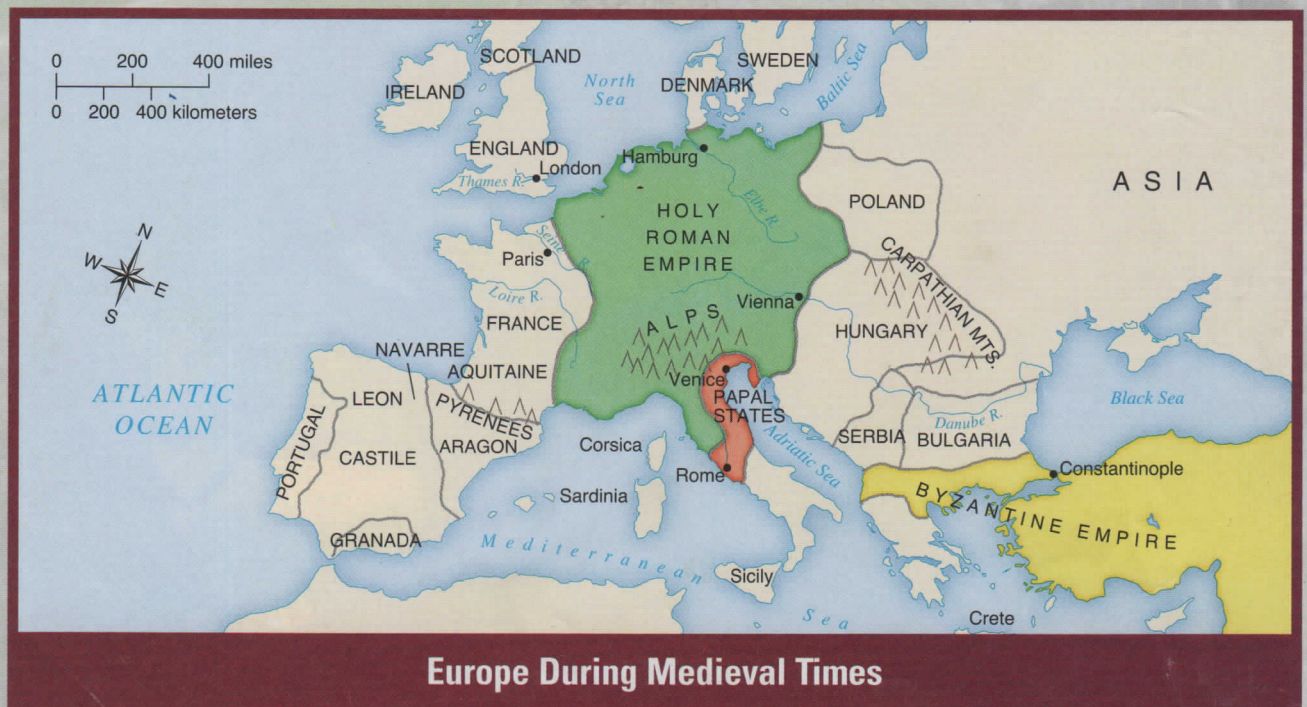 0 200 400 miles
0 200 400 kilometers
SCOTLAND
IRELAND
North
Sea
DENMARK
SWEDEN
Baltic Sea
ENGLAND
London
Thames R.
Hamburg
Elbe R.
HOLY
ROMAN
EMPIRE
POLAND
ASIA
N
W
E
S
Seine R.
Paris
Loire R.
FRANCE
Vienna
ALPS
CARPATHIAN MTS.
HUNGARY
NAVARRE
AQUITAINE
PYRENEES
LEON
PORTUGAL
CASTILE
ARAGON
GRANADA
ATLANTIC
OCEAN
Venice
PAPAL
STATES
Adriatic Sea
Corsica
Rome
Sardinia
SERBIA
BULGARIA
Danube R.
Black Sea
Constantinople
BYZANTINE EMPIRE
Mediterranean
Sea
Sicily
Crete
Europe During Medieval Times